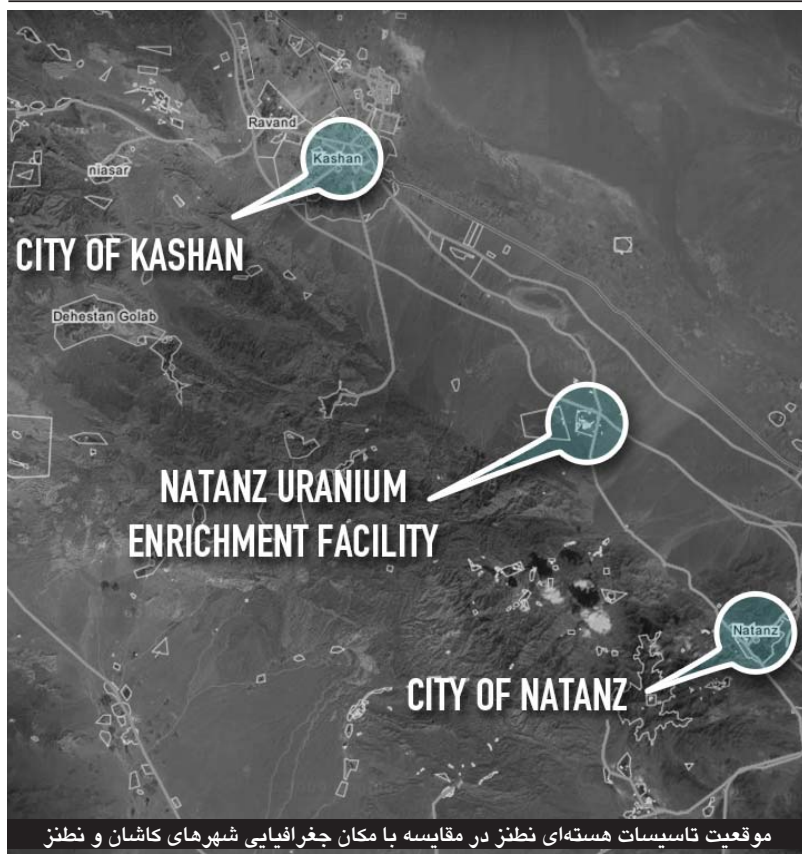 Ravand
Kashan
niasar
CITY OF KASHAN
Dehestan Golab
NATANZ URANIUM
ENRICHMENT FACILITY
Natanz
CITY OF NATANZ
موقعیت تاسیسات هسته‌ای نطنز در مقایسه با مکان جغرافیایی شهرهای کاشان و نطنز